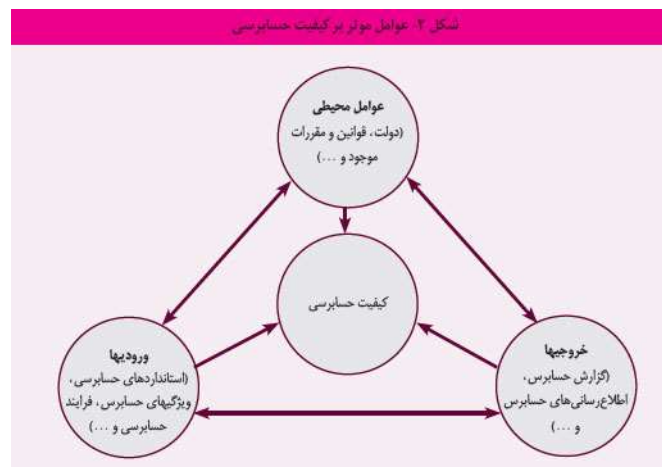 شکل ۲. عوامل موثر بر کیفیت حسابرسی
عوامل محیطی
(دولت، قوانین و مقررات
موجود و ...)
کیفیت حسابرسی
خروجیها
(گزارش حسابرس،
اطلاع‌رسانی‌های حسابرس
و ...)
ورودیها
(استانداردهای حسابرسی،
ویژگیهای حسابرس، فرایند
حسابرسی و ...)